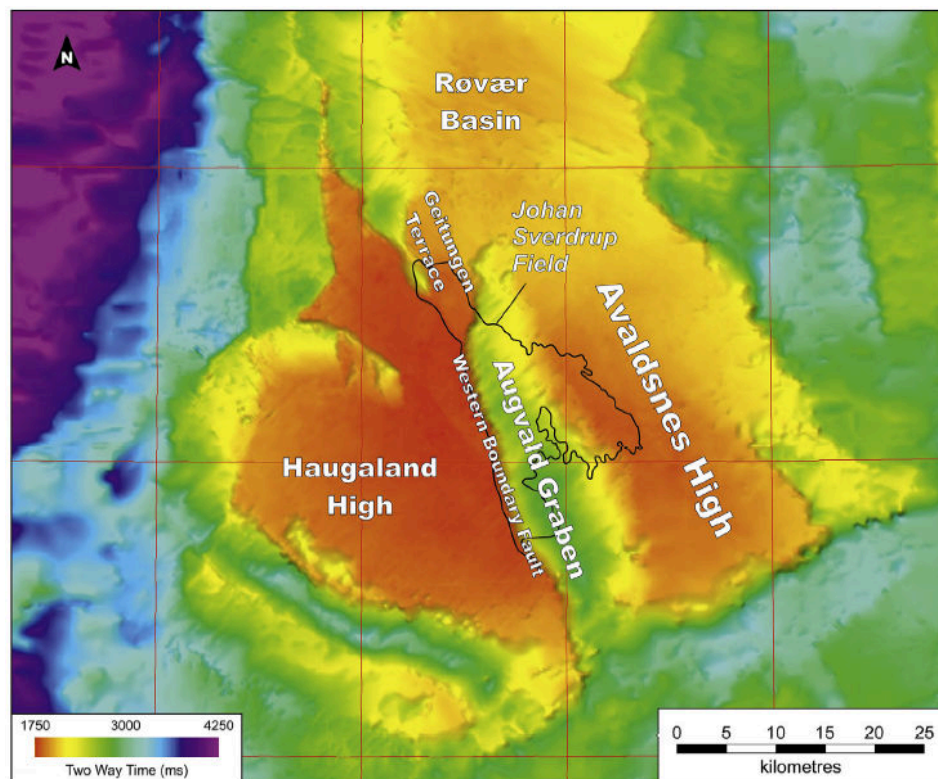 N
Røvær
Basin
Geitungen
Terrace
Johan
Sverdrup
Field
Avaldsnes High
Western Boundary Fault
Augvald Graben
Haugaland
High
1750 3000 4250
Two Way Time (ms)
0 5 10 15 20 25
kilometres